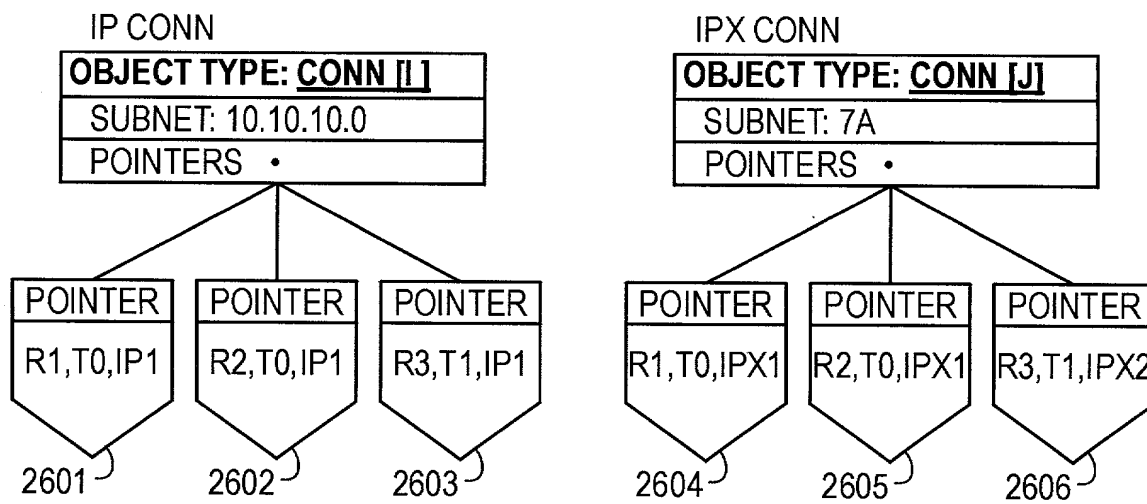 IP CONN
OBJECT TYPE: CONN [I]
SUBNET: 10.10.10.0
POINTERS •
POINTER
R1,T0,IP1
2601
POINTER
R2,T0,IP1
2602
POINTER
R3,T1,IP1
2603
IPX CONN
OBJECT TYPE: CONN [J]
SUBNET: 7A
POINTERS •
POINTER
R1,T0,IPX1
2604
POINTER
R2,T0,IPX1
2605
POINTER
R3,T1,IPX2
2606